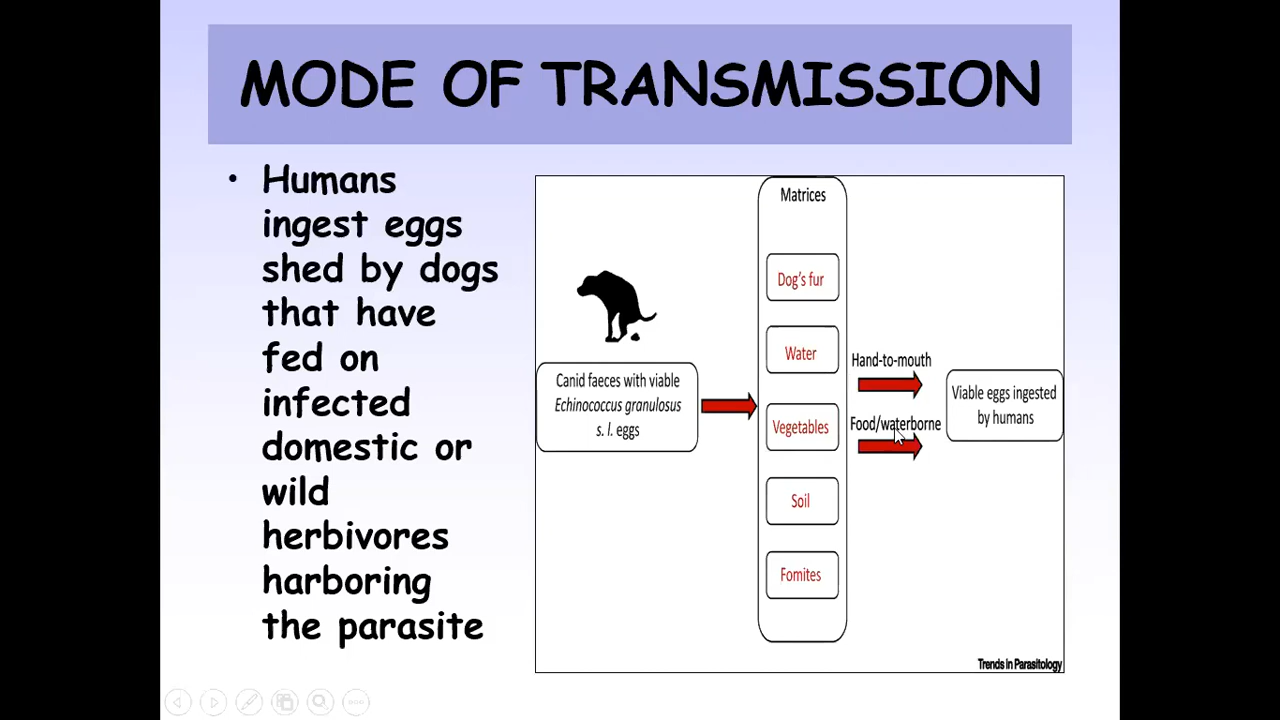 MODE OF TRANSMISSION
• Humans
ingest eggs
shed by dogs
that have
fed on
infected
domestic or
wild
herbivores
harboring
the parasite
Matrices
Dog's fur
Water
Vegetables
Soil
Fomites
Canid faeces with viable
Echinococcus granulosus
s. l. eggs
Hand-to-mouth
Food/waterborne
Viable eggs ingested
by humans
Trends in Parasitology